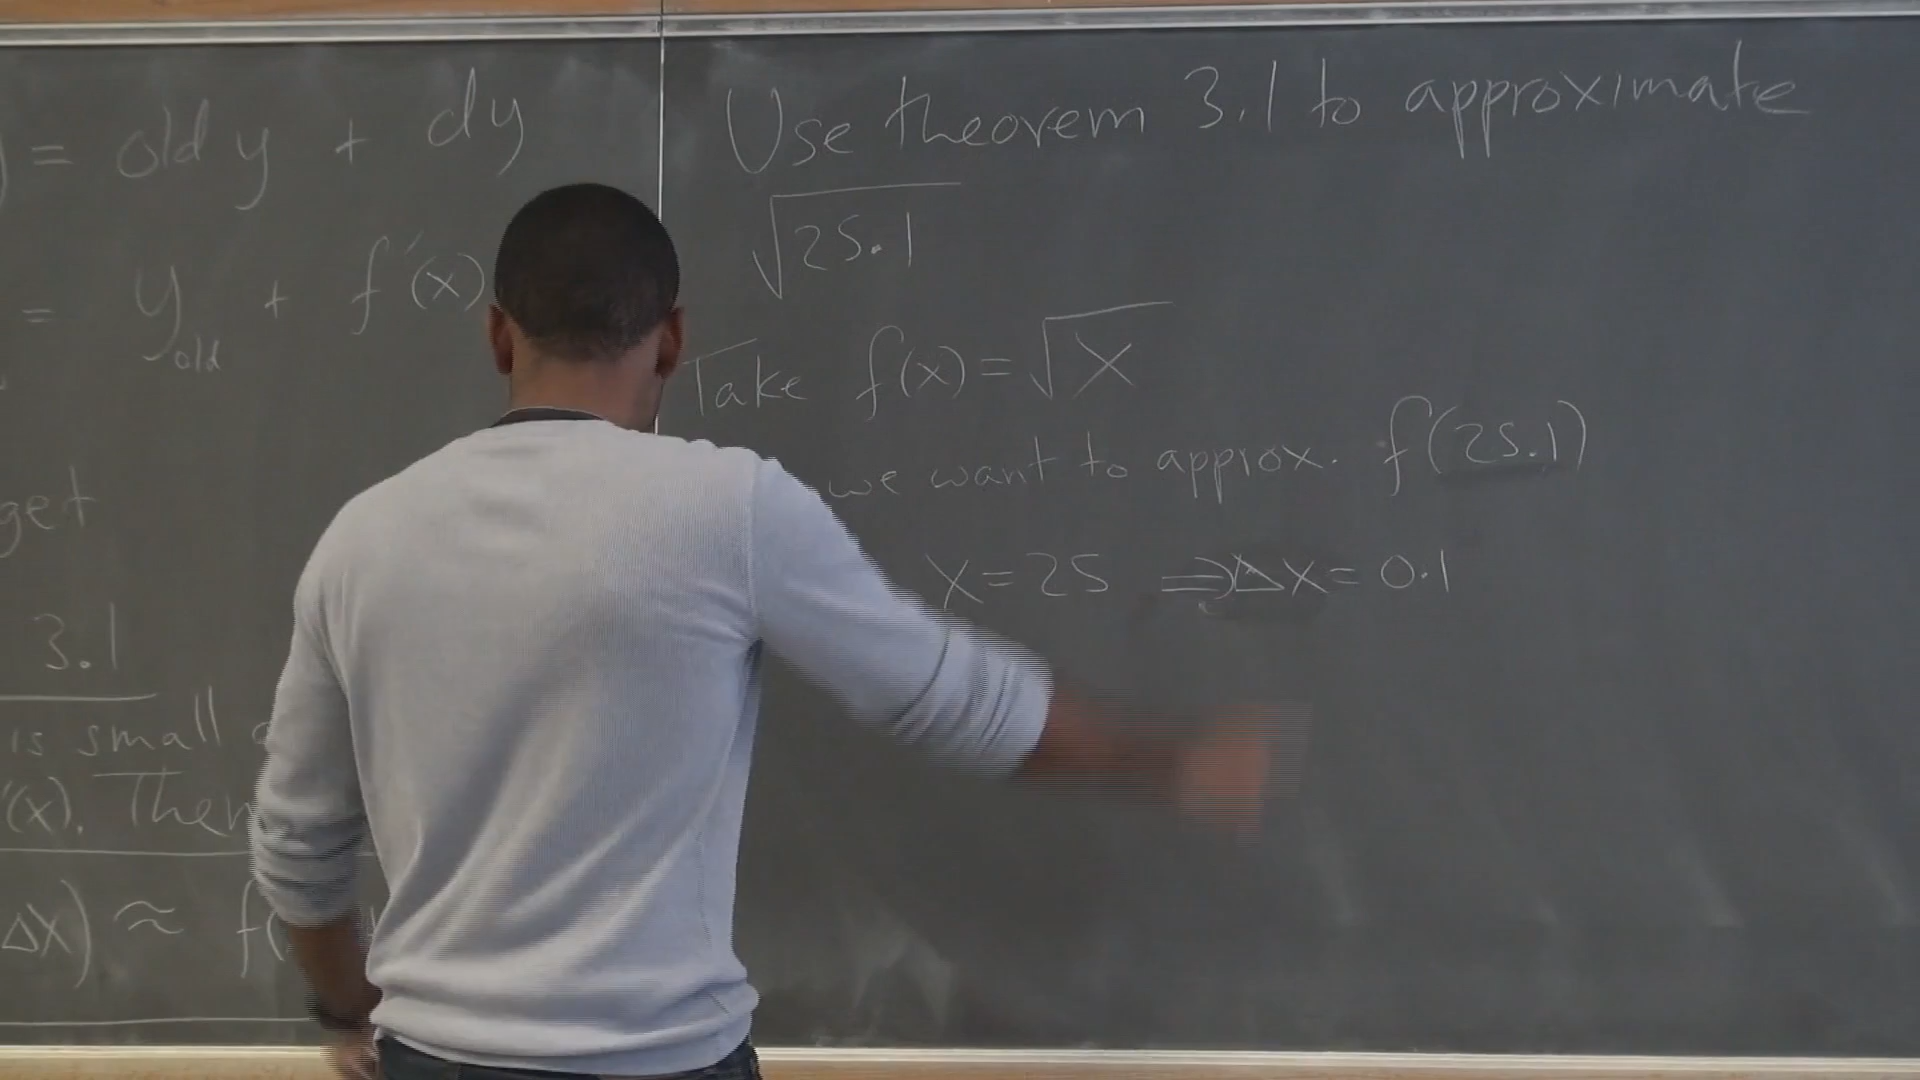 = old y + dy
= y old + f'(x)
get
3.1
is small
'(x). Then
Δx) ≈ f(
Use theorem 3.1 to approximate
√25.1
Take f(x) = √x
we want to approx. f(25.1)
x = 25 ⇒ Δx = 0.1